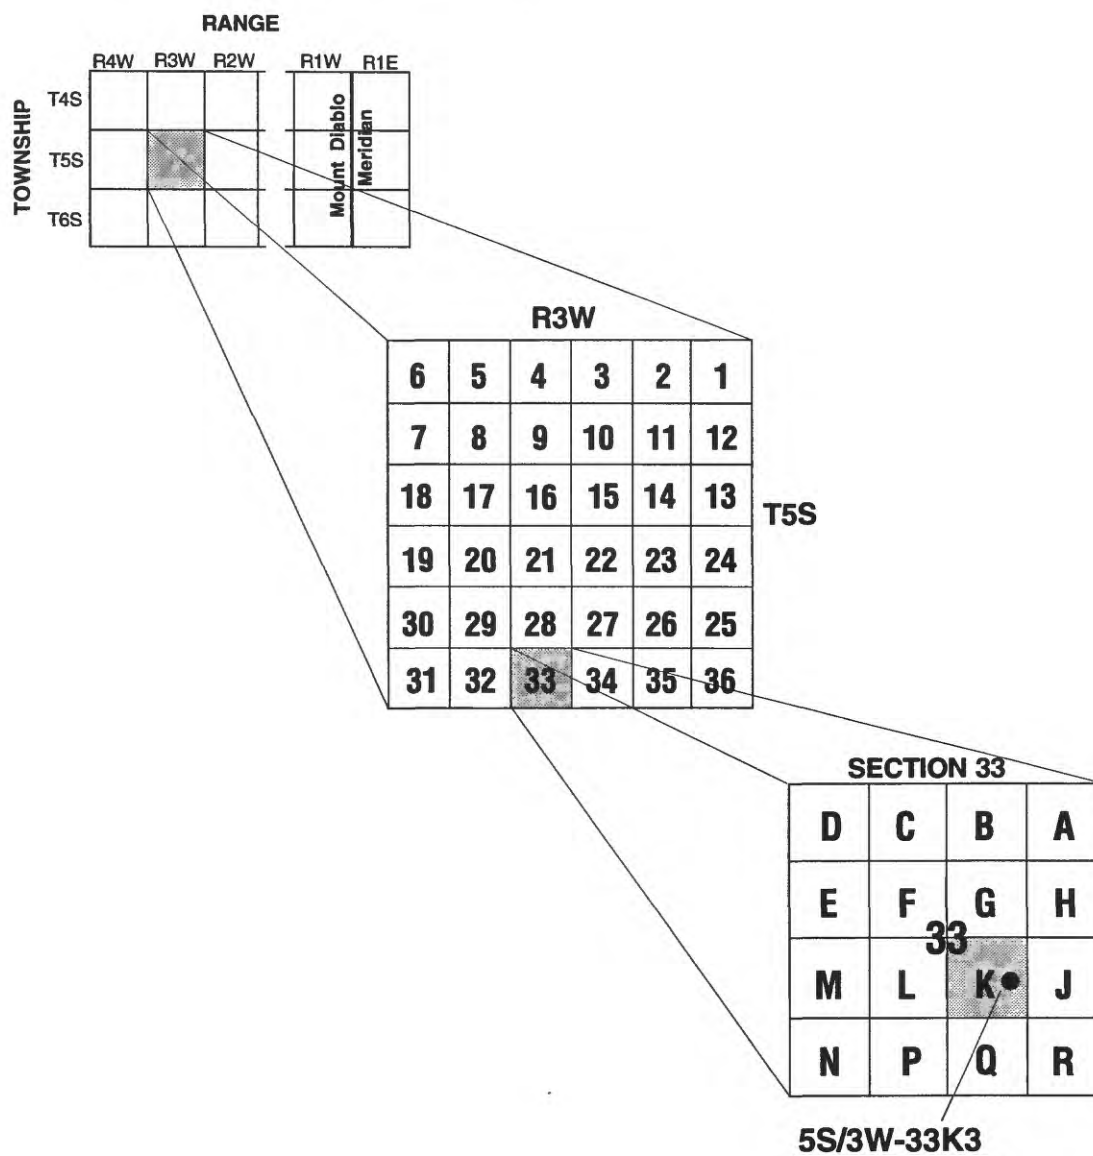 RANGE
R4W R3W R2W R1W R1E
TOWNSHIP
T4S
T5S
T6S
Mount Diablo
Meridian
R3W
6 5 4 3 2 1
7 8 9 10 11 12
18 17 16 15 14 13
T5S
19 20 21 22 23 24
30 29 28 27 26 25
31 32 33 34 35 36
SECTION 33
D C B A
E F G H
33
M L K J
N P Q R
5S/3W-33K3